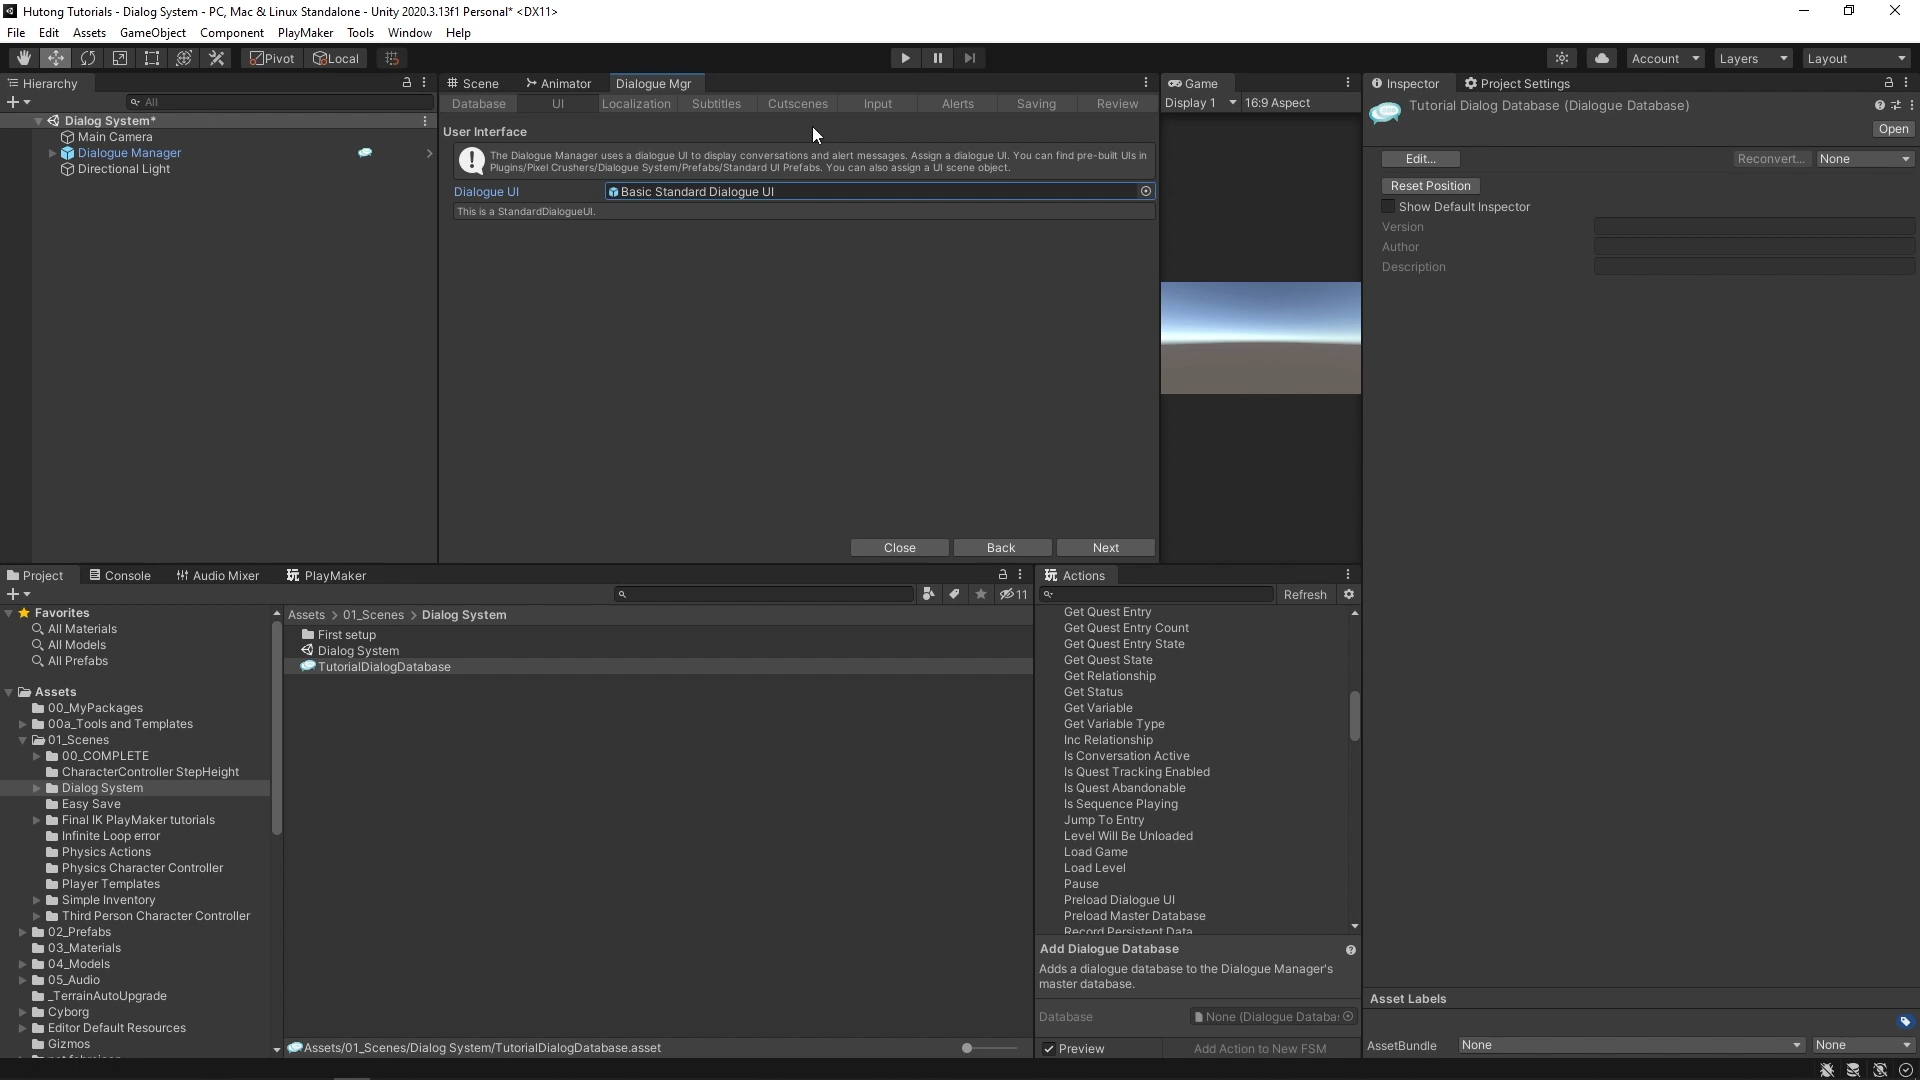 Hutong Tutorials - Dialog System - PC, Mac & Linux Standalone - Unity 2020.3.13f1 Personal* <DX11>
File Edit Assets GameObject Component PlayMaker Tools Window Help
Pivot Local Account Layers Layout
Hierarchy
All
Dialog System*
Main Camera
Dialogue Manager
Directional Light
Scene Animator Dialogue Mgr
Database UI Localization Subtitles Cutscenes Input Alerts Saving Review
User Interface
The Dialogue Manager uses a dialogue UI to display conversations and alert messages. Assign a dialogue UI. You can find pre-built UIs in
Plugins/Pixel Crushers/Dialogue System/Prefabs/Standard UI Prefabs. You can also assign a UI scene object.
Dialogue UI Basic Standard Dialogue UI
This is a StandardDialogueUI.
Close Back Next
Game
Display 1 16:9 Aspect
Inspector Project Settings
Tutorial Dialog Database (Dialogue Database)
Open
Edit... Reconvert... None
Reset Position
Show Default Inspector
Version
Author
Description
Project Console Audio Mixer PlayMaker
11
Favorites
All Materials
All Models
All Prefabs
Assets
00_MyPackages
00a_Tools and Templates
01_Scenes
00_COMPLETE
CharacterController StepHeight
Dialog System
Easy Save
Final IK PlayMaker tutorials
Infinite Loop error
Physics Actions
Physics Character Controller
Player Templates
Simple Inventory
Third Person Character Controller
02_Prefabs
03_Materials
04_Models
05_Audio
_TerrainAutoUpgrade
Cyborg
Editor Default Resources
Gizmos
Assets > 01_Scenes > Dialog System
First setup
Dialog System
TutorialDialogDatabase
Assets/01_Scenes/Dialog System/TutorialDialogDatabase.asset
Actions
Refresh
Get Quest Entry
Get Quest Entry Count
Get Quest Entry State
Get Quest State
Get Relationship
Get Status
Get Variable
Get Variable Type
Inc Relationship
Is Conversation Active
Is Quest Tracking Enabled
Is Quest Abandonable
Is Sequence Playing
Jump To Entry
Level Will Be Unloaded
Load Game
Load Level
Pause
Preload Dialogue UI
Preload Master Database
Record Persistent Data
Add Dialogue Database
Adds a dialogue database to the Dialogue Manager's
master database.
Database None (Dialogue Databa
Preview Add Action to New FSM
Asset Labels
AssetBundle None None